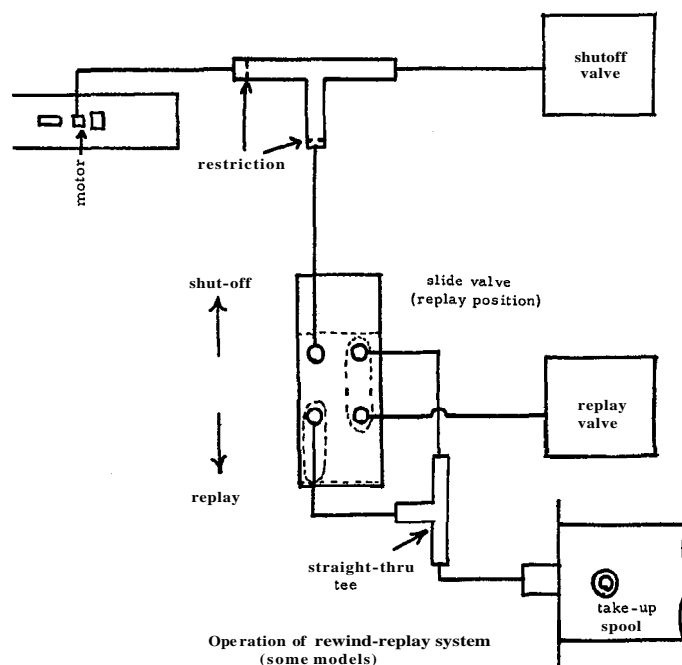 shutoff
valve
restriction
motor
shut-off
slide valve
(replay position)
replay
valve
replay
straight-thru
tee
take-up
spool
Operation of rewind-replay system
(some models)